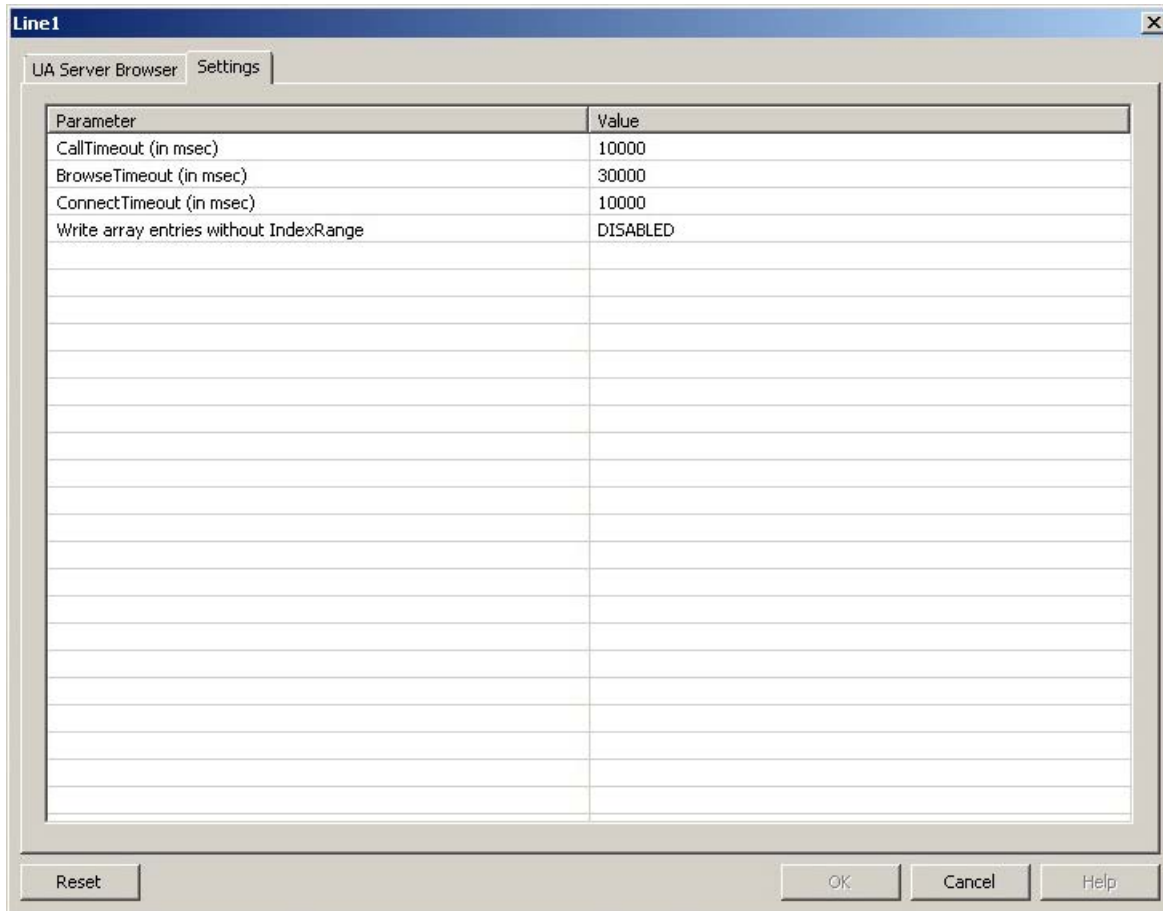 Line1
UA Server Browser Settings
Parameter Value
CallTimeout (in msec) 10000
BrowseTimeout (in msec) 30000
ConnectTimeout (in msec) 10000
Write array entries without IndexRange DISABLED
Reset OK Cancel Help